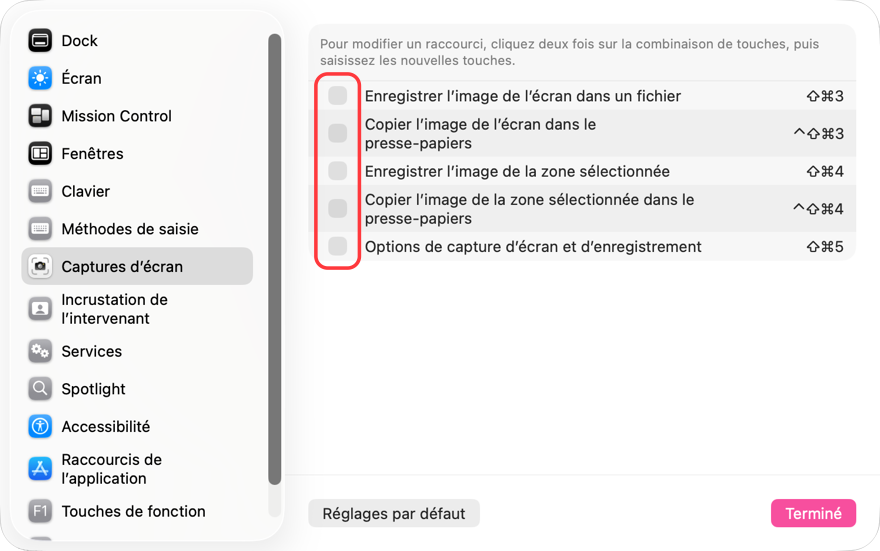 Dock
Écran
Mission Control
Fenêtres
Clavier
Méthodes de saisie
Captures d’écran
Incrustation de
l’intervenant
Services
Spotlight
Accessibilité
Raccourcis de
l’application
F1 Touches de fonction
Pour modifier un raccourci, cliquez deux fois sur la combinaison de touches, puis
saisissez les nouvelles touches.
Enregistrer l’image de l’écran dans un fichier ⇧⌘3
Copier l’image de l’écran dans le
presse-papiers ^⇧⌘3
Enregistrer l’image de la zone sélectionnée ⇧⌘4
Copier l’image de la zone sélectionnée dans le
presse-papiers ^⇧⌘4
Options de capture d’écran et d’enregistrement ⇧⌘5
Réglages par défaut
Terminé